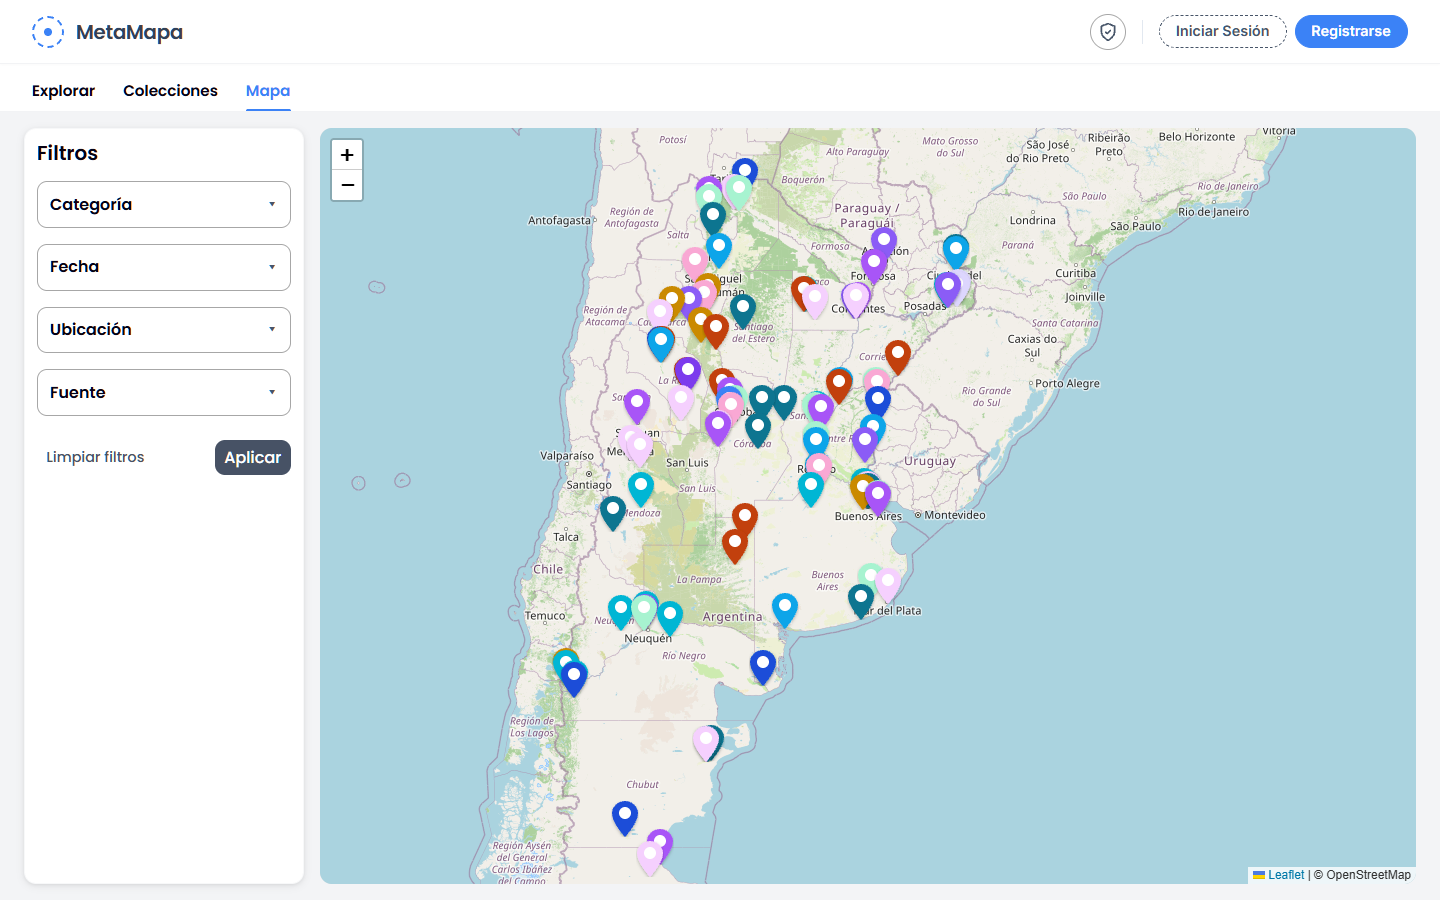 MetaMapa
Iniciar Sesión
Registrarse
Explorar
Colecciones
Mapa
Filtros
Categoría
Fecha
Ubicación
Fuente
Limpiar filtros
Aplicar
+
−
Potosí
Alto Paraguay
Boquerón
Mato Grosso
do Sul
São José
do Rio Preto
Ribeirão
Preto
Belo Horizonte
Vitória
Antofagasta
Región de
Antofagasta
Salta
Paraguay /
Paraguái
Formosa
São Paulo
Londrina
São Paulo
Rio de Janeiro
Rio de Janeiro
Paraná
Curitiba
Joinville
Posadas
Santa Catarina
Región de
Atacama
Santiago
del Estero
Caxias do
Sul
Porto Alegre
Rio Grande
do Sul
Córdoba
Valparaíso
Santiago
San Luis
San Luis
Mendoza
Uruguay
Buenos Aires
Montevideo
Talca
Chile
La Pampa
Buenos
Aires
Temuco
Argentina
Neuquén
Río Negro
Región de
Los Lagos
Chubut
Región Aysén
del General
Carlos Ibáñez
del Campo
Leaflet | © OpenStreetMap